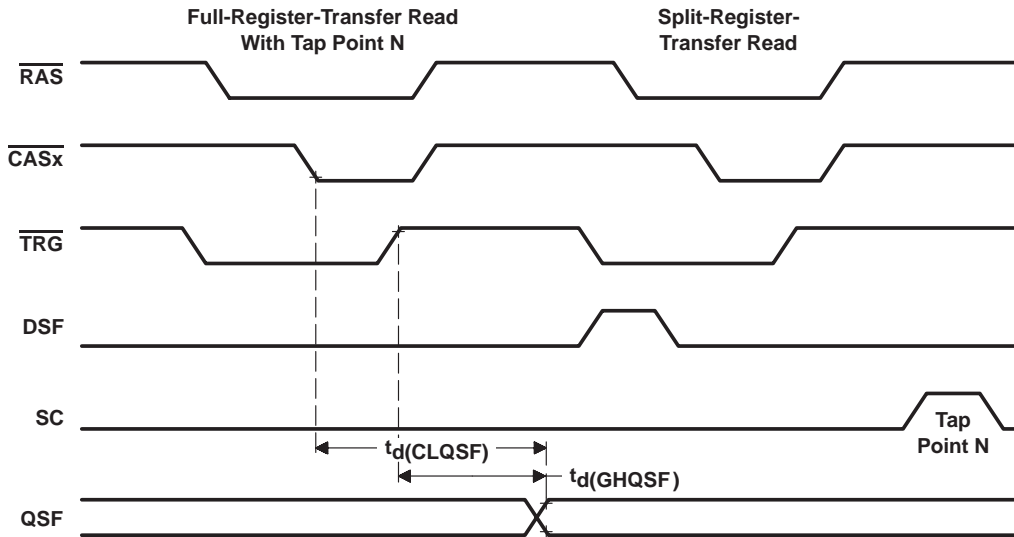 Full-Register-Transfer Read
With Tap Point N
Split-Register-
Transfer Read
RAS
CASx
TRG
DSF
SC
Tap
Point N
td(CLQSF)
td(GHQSF)
QSF